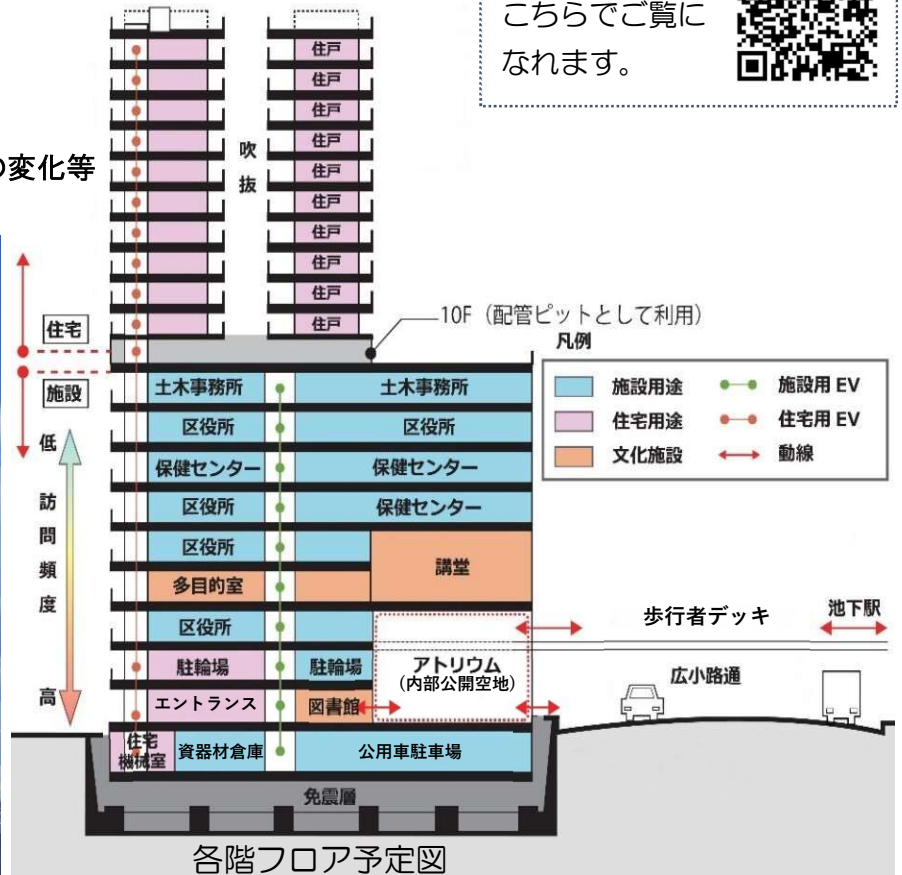 こちらでご覧に
なれます。
の変化等
住戸
住戸
住戸
住戸
住戸
住戸
住戸
住戸
住戸
住戸
吹抜
10F（配管ピットとして利用）
住宅
施設
低
訪問頻度
高
凡例
施設用途 施設用 EV
住宅用途 住宅用 EV
文化施設 動線
土木事務所 土木事務所
区役所 区役所
保健センター 保健センター
区役所 保健センター
区役所
講堂
多目的室
区役所
駐輪場 駐輪場
アトリウム
（内部公開空地）
エントランス 図書館
歩行者デッキ
池下駅
広小路通
住宅
機械室
資器材倉庫 公用車駐車場
免震層
各階フロア予定図